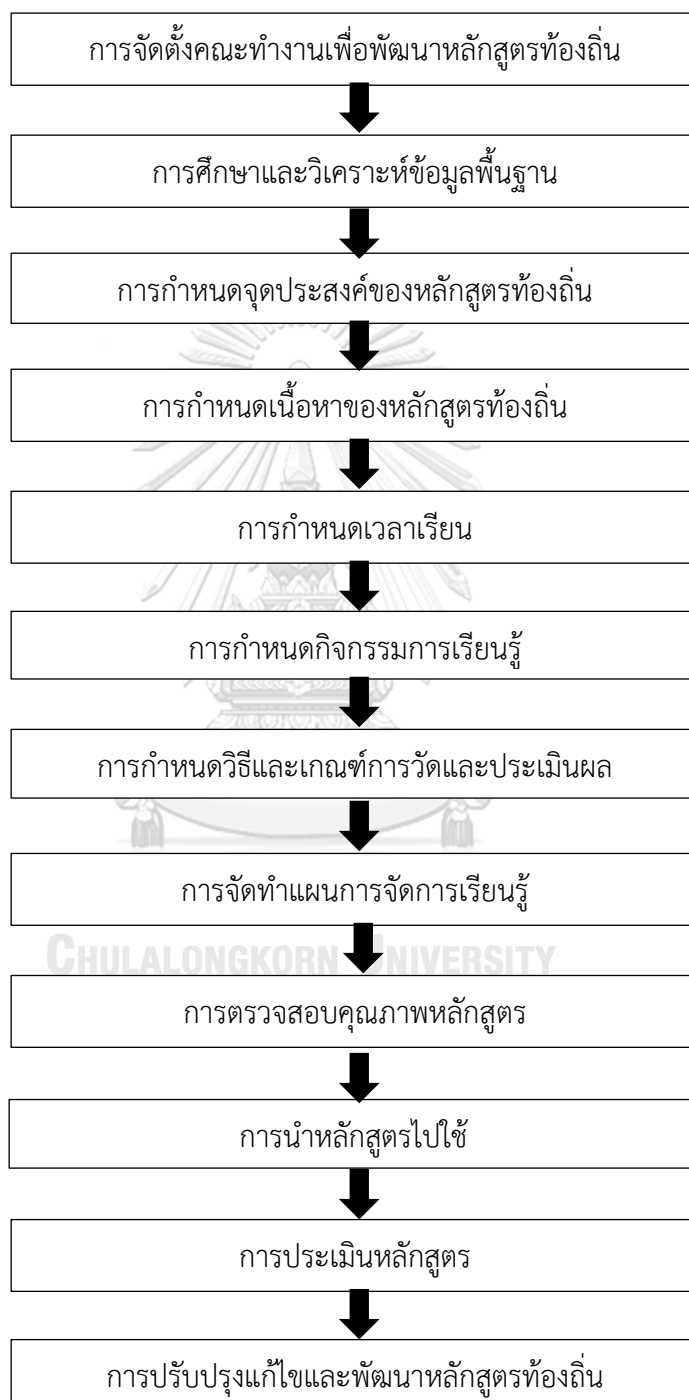 การจัดตั้งคณะทำงานเพื่อพัฒนาหลักสูตรท้องถิ่น
การศึกษาและวิเคราะห์ข้อมูลพื้นฐาน
การกำหนดจุดประสงค์ของหลักสูตรท้องถิ่น
การกำหนดเนื้อหาของหลักสูตรท้องถิ่น
การกำหนดเวลาเรียน
การกำหนดกิจกรรมการเรียนรู้
การกำหนดวิธีและเกณฑ์การวัดและประเมินผล
การจัดทำแผนการจัดการเรียนรู้
CHULALONGKORN UNIVERSITY
การตรวจสอบคุณภาพหลักสูตร
การนำหลักสูตรไปใช้
การประเมินหลักสูตร
การปรับปรุงแก้ไขและพัฒนาหลักสูตรท้องถิ่น